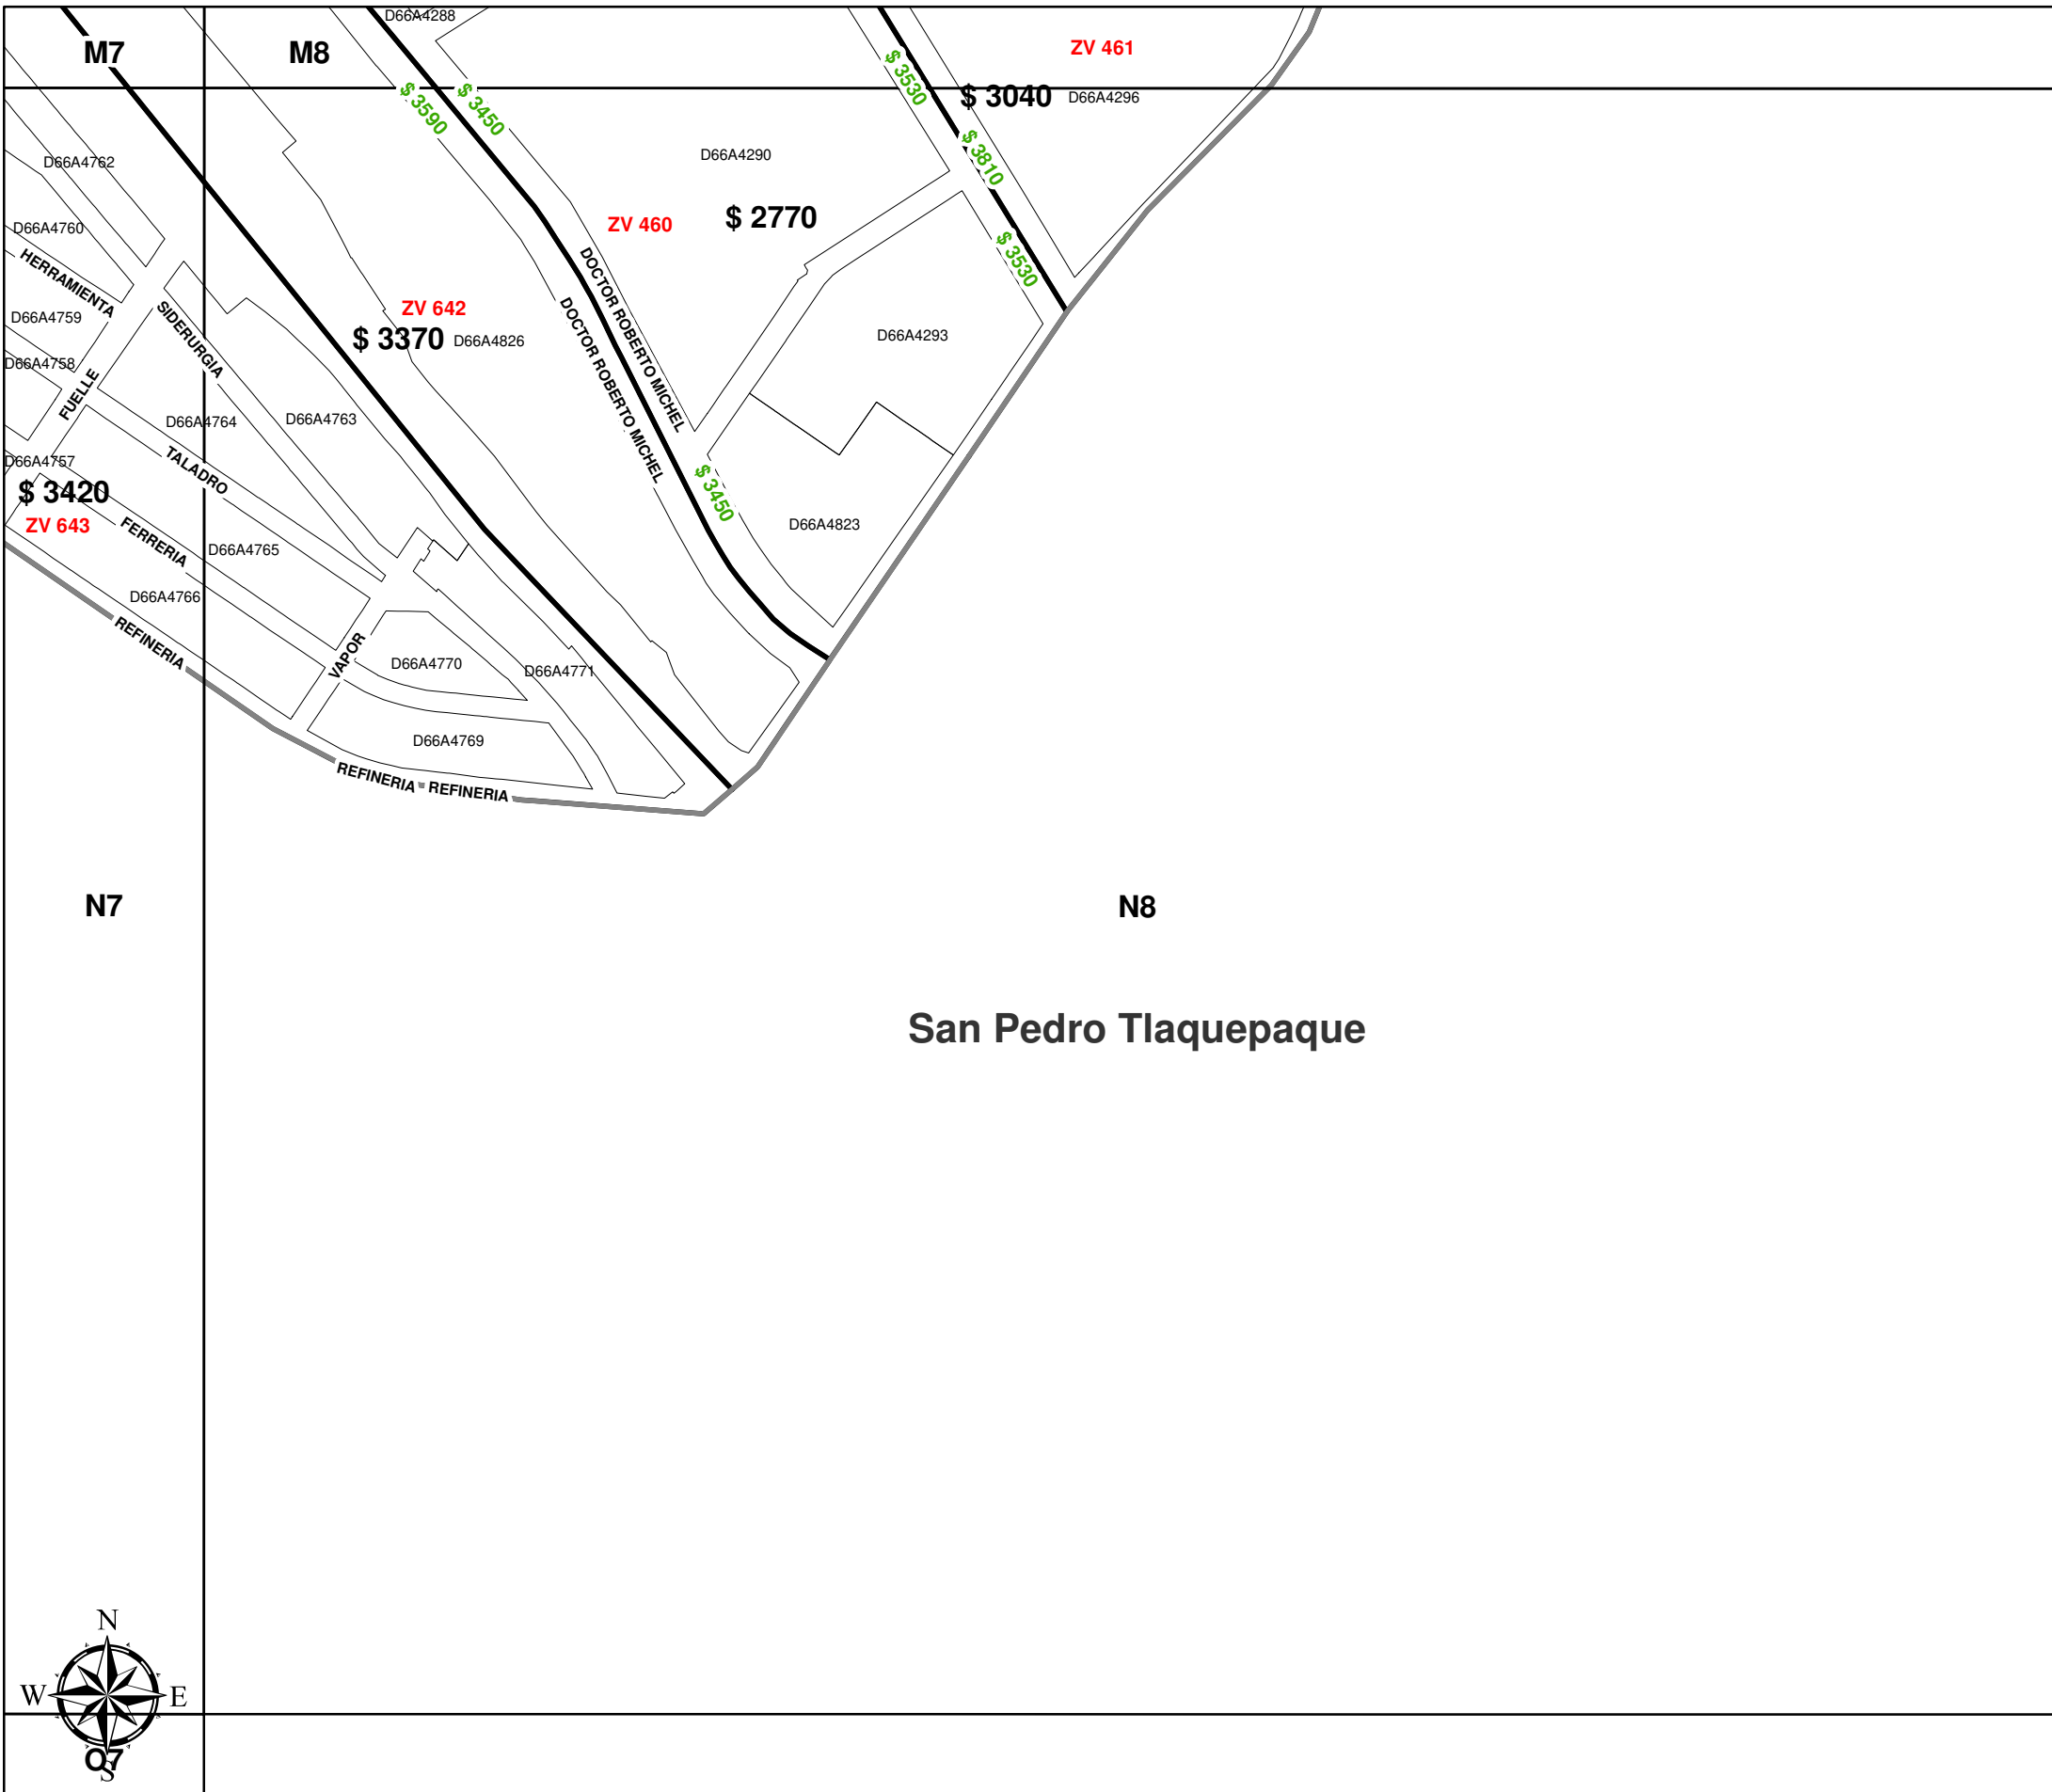 D66A4288
M7
M8
ZV 461
$ 3530
$ 3040
D66A4296
$ 3590
$ 3450
D66A4762
D66A4290
$ 3810
ZV 460
$ 2770
D66A4760
HERRAMIENTA
$ 3530
DOCTOR ROBERTO MICHEL
DOCTOR ROBERTO MICHEL
ZV 642
$ 3370
D66A4826
D66A4759
SIDERURGIA
D66A4293
D66A4758
FUELLE
D66A4764
D66A4763
D66A4757
TALADRO
$ 3420
ZV 643
$ 3450
FERRERIA
D66A4823
D66A4765
D66A4766
REFINERIA
VAPOR
D66A4770
D66A4771
D66A4769
REFINERIA
REFINERIA
N7
N8
San Pedro Tlaquepaque
N
W
E
O7
S